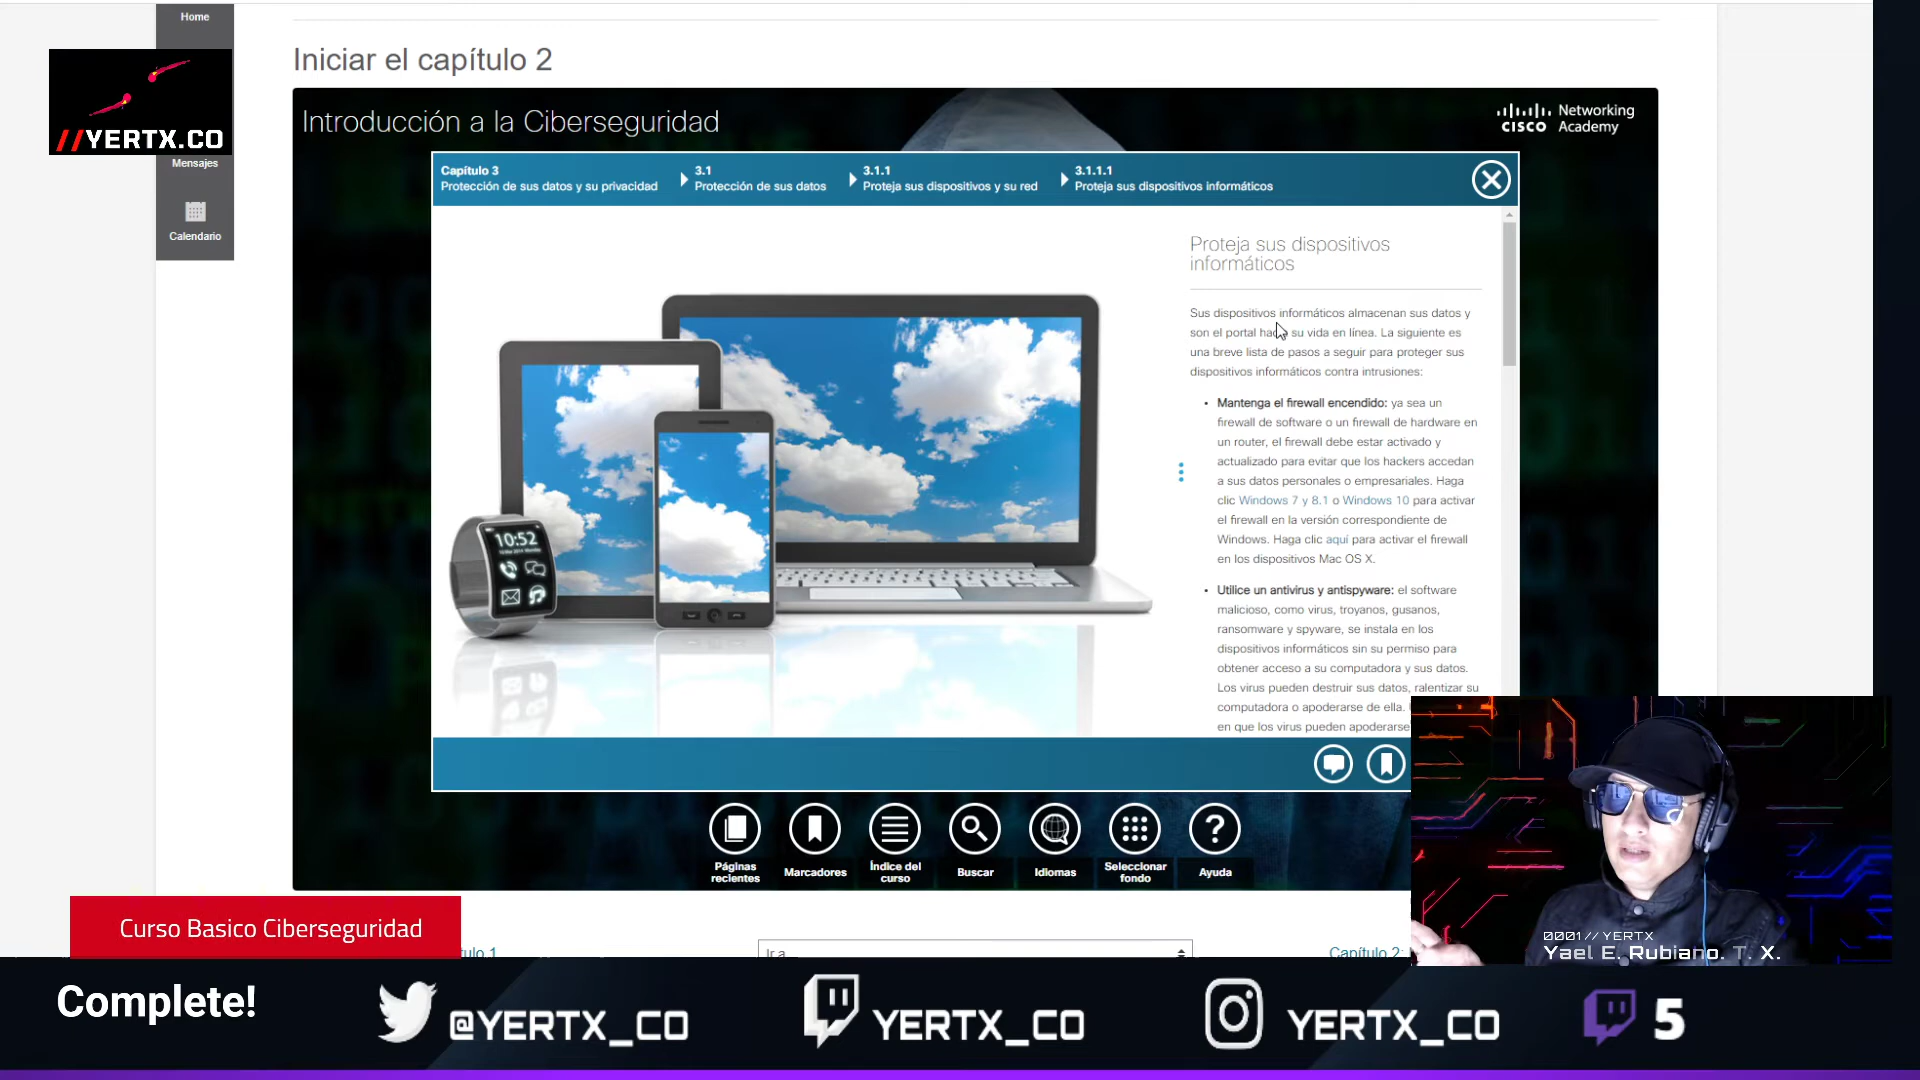 Home
Iniciar el capítulo 2
//YERTX.CO
Mensajes
Calendario
Introducción a la Ciberseguridad
Networking
CISCO Academy
Capítulo 3
Protección de sus datos y su privacidad
3.1
Protección de sus datos
3.1.1
Proteja sus dispositivos y su red
3.1.1.1
Proteja sus dispositivos informáticos
Proteja sus dispositivos
informáticos
Sus dispositivos informáticos almacenan sus datos y
son el portal hacia su vida en línea. La siguiente es
una breve lista de pasos a seguir para proteger sus
dispositivos informáticos contra intrusiones:
• Mantenga el firewall encendido: ya sea un
firewall de software o un firewall de hardware en
un router, el firewall debe estar activado y
actualizado para evitar que los hackers accedan
a sus datos personales o empresariales. Haga
clic Windows 7 y 8.1 o Windows 10 para activar
el firewall en la versión correspondiente de
Windows. Haga clic aquí para activar el firewall
en los dispositivos Mac OS X.
• Utilice un antivirus y antispyware: el software
malicioso, como virus, troyanos, gusanos,
ransomware y spyware, se instala en los
dispositivos informáticos sin su permiso para
obtener acceso a su computadora y sus datos.
Los virus pueden destruir sus datos, ralentizar su
computadora o apoderarse de ella.
en que los virus pueden apoderarse
10:52
Páginas
recientes
Marcadores
Índice del
curso
Buscar
Idiomas
Seleccionar
fondo
Ayuda
Curso Basico Ciberseguridad
tulo 1
Ir a...
Capítulo 2:
0001 // YERTX
Yael E. Rubiano. T. X.
Complete!
@YERTX_CO
YERTX_CO
YERTX_CO
5